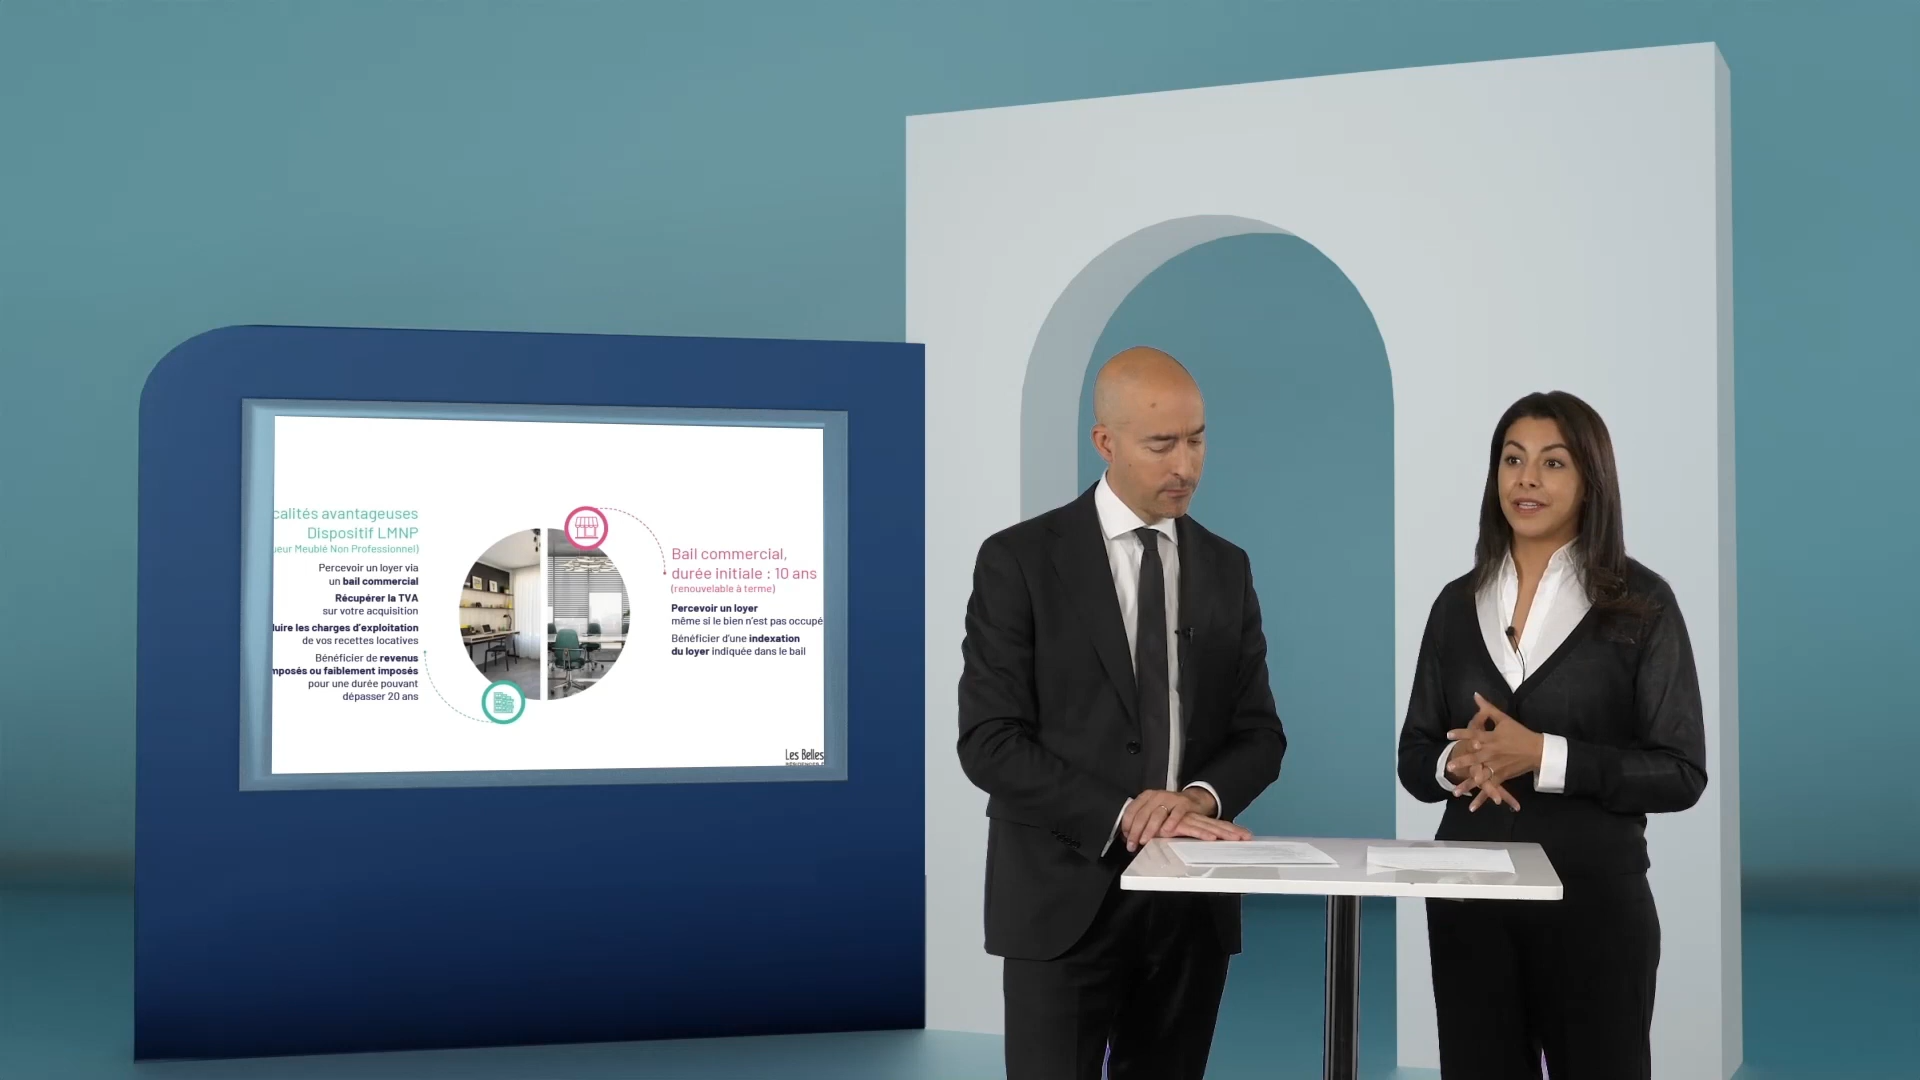 calités avantageuses
Dispositif LMNP
ueur Meublé Non Professionnel)
Percevoir un loyer via
un bail commercial
Récupérer la TVA
sur votre acquisition
uire les charges d'exploitation
de vos recettes locatives
Bénéficier de revenus
mposés ou faiblement imposés
pour une durée pouvant
dépasser 20 ans
Bail commercial,
durée initiale : 10 ans
(renouvelable à terme)
Percevoir un loyer
même si le bien n'est pas occupé
Bénéficier d'une indexation
du loyer indiquée dans le bail
Les Belles